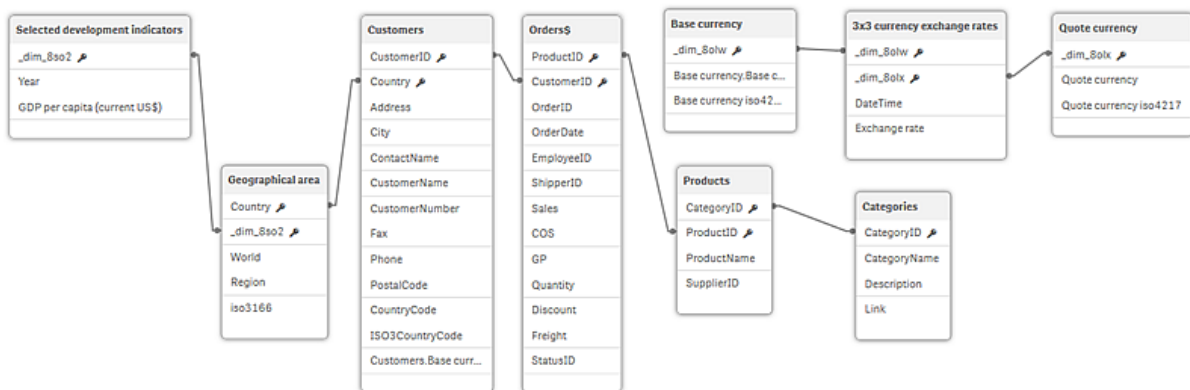 Selected development indicators
_dim_8so2
Year
GDP per capita (current US$)
Geographical area
Country
_dim_8so2
World
Region
iso3166
Customers
CustomerID
Country
Address
City
ContactName
CustomerName
CustomerNumber
Fax
Phone
PostalCode
CountryCode
ISO3CountryCode
Customers.Base curr...
Orders$
ProductID
CustomerID
OrderID
OrderDate
EmployeeID
ShipperID
Sales
COS
GP
Quantity
Discount
Freight
StatusID
Base currency
_dim_8olw
Base currency.Base c...
Base currency iso42...
3x3 currency exchange rates
_dim_8olw
_dim_8olx
DateTime
Exchange rate
Quote currency
_dim_8olx
Quote currency
Quote currency iso4217
Products
CategoryID
ProductID
ProductName
SupplierID
Categories
CategoryID
CategoryName
Description
Link